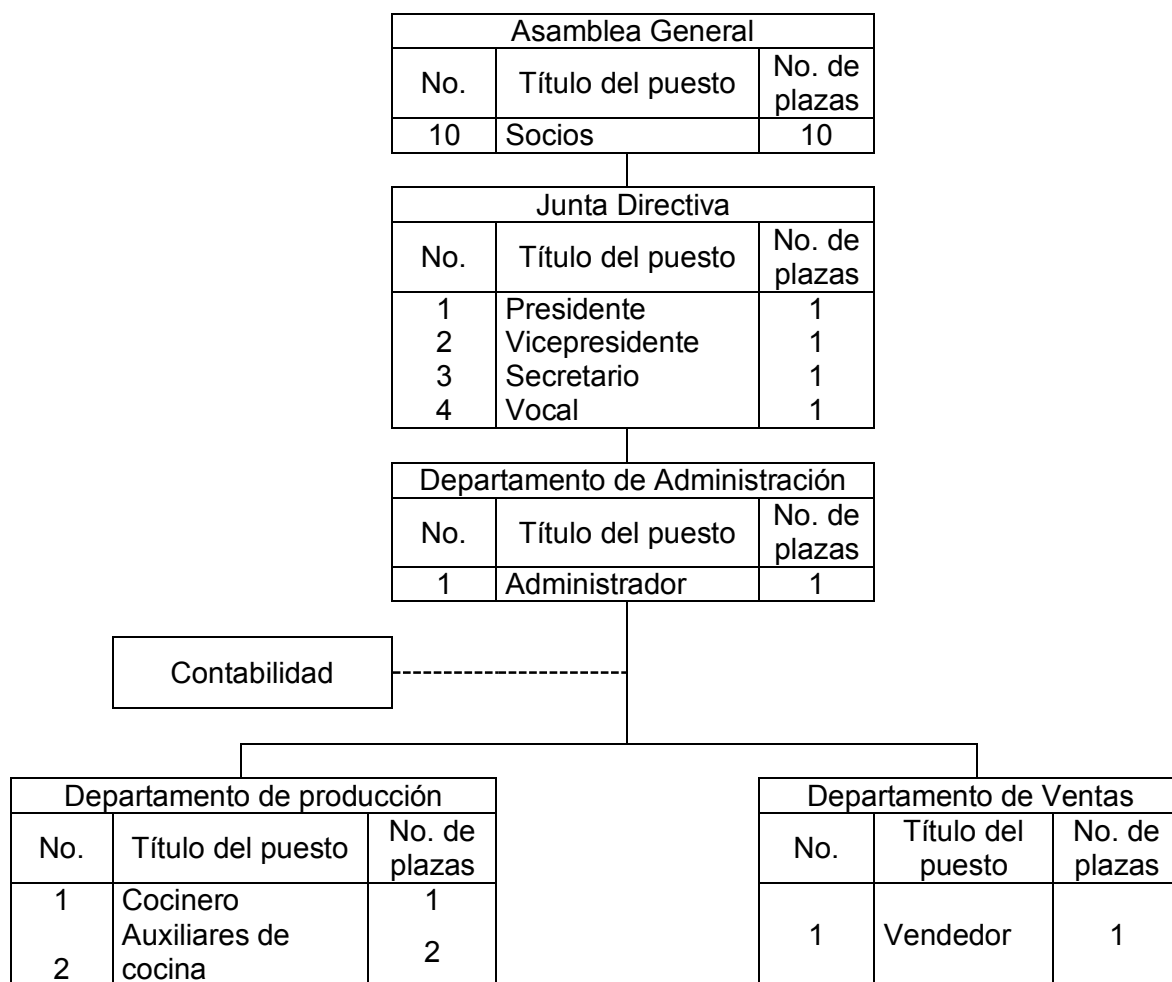 Asamblea General
No. Título del puesto No. de plazas
10 Socios 10
Junta Directiva
No. Título del puesto No. de plazas
1 Presidente 1
2 Vicepresidente 1
3 Secretario 1
4 Vocal 1
Departamento de Administración
No. Título del puesto No. de plazas
1 Administrador 1
Contabilidad
Departamento de producción
No. Título del puesto No. de plazas
1 Cocinero 1
2 Auxiliares de cocina 2
Departamento de Ventas
No. Título del puesto No. de plazas
1 Vendedor 1